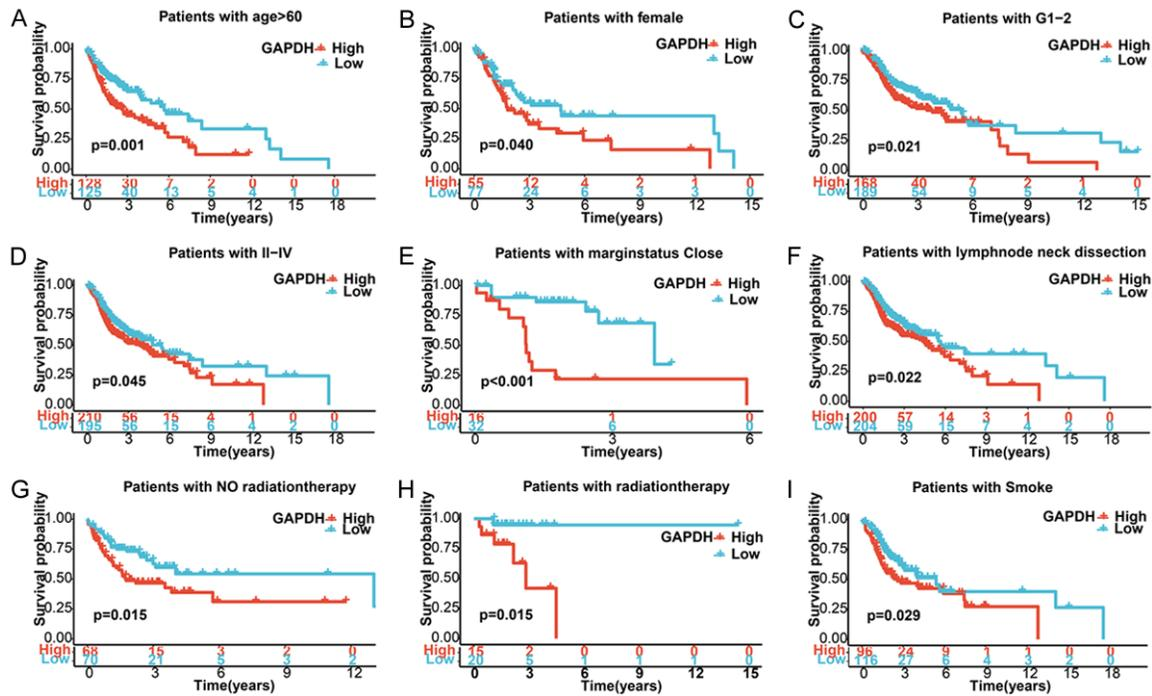 A
Patients with age>60
Survival probability
1.00
0.75
0.50
0.25
0.00
GAPDH High
Low
p=0.001
High 128 30 7 2 0 0 0
Low 125 40 13 5 4 1 0
0 3 6 9 12 15 18
Time(years)
B
Patients with female
Survival probability
1.00
0.75
0.50
0.25
0.00
GAPDH High
Low
p=0.040
High 55 12 4 2 1 0
Low 77 24 6 3 3 0
0 3 6 9 12 15
Time(years)
C
Patients with G1-2
Survival probability
1.00
0.75
0.50
0.25
0.00
GAPDH High
Low
p=0.021
High 168 40 7 2 1 0
Low 189 54 9 5 4 1
0 3 6 9 12 15
Time(years)
D
Patients with II-IV
Survival probability
1.00
0.75
0.50
0.25
0.00
GAPDH High
Low
p=0.045
High 210 56 15 4 1 0 0
Low 195 56 15 6 4 2 0
0 3 6 9 12 15 18
Time(years)
E
Patients with marginstatus Close
Survival probability
1.00
0.75
0.50
0.25
0.00
GAPDH High
Low
p<0.001
High 16 1 0
Low 32 6 0
0 3 6
Time(years)
F
Patients with lymphnode neck dissection
Survival probability
1.00
0.75
0.50
0.25
0.00
GAPDH High
Low
p=0.022
High 200 57 14 3 1 0 0
Low 204 59 15 7 4 2 0
0 3 6 9 12 15 18
Time(years)
G
Patients with NO radiationtherapy
Survival probability
1.00
0.75
0.50
0.25
0.00
GAPDH High
Low
p=0.015
High 68 15 3 2 0
Low 70 21 5 3 2
0 3 6 9 12
Time(years)
H
Patients with radiationtherapy
Survival probability
1.00
0.75
0.50
0.25
0.00
GAPDH High
Low
p=0.015
High 15 2 0 0 0 0
Low 20 5 1 1 1 0
0 3 6 9 12 15
Time(years)
I
Patients with Smoke
Survival probability
1.00
0.75
0.50
0.25
0.00
GAPDH High
Low
p=0.029
High 96 24 9 1 1 0 0
Low 116 27 6 4 3 2 0
0 3 6 9 12 15 18
Time(years)